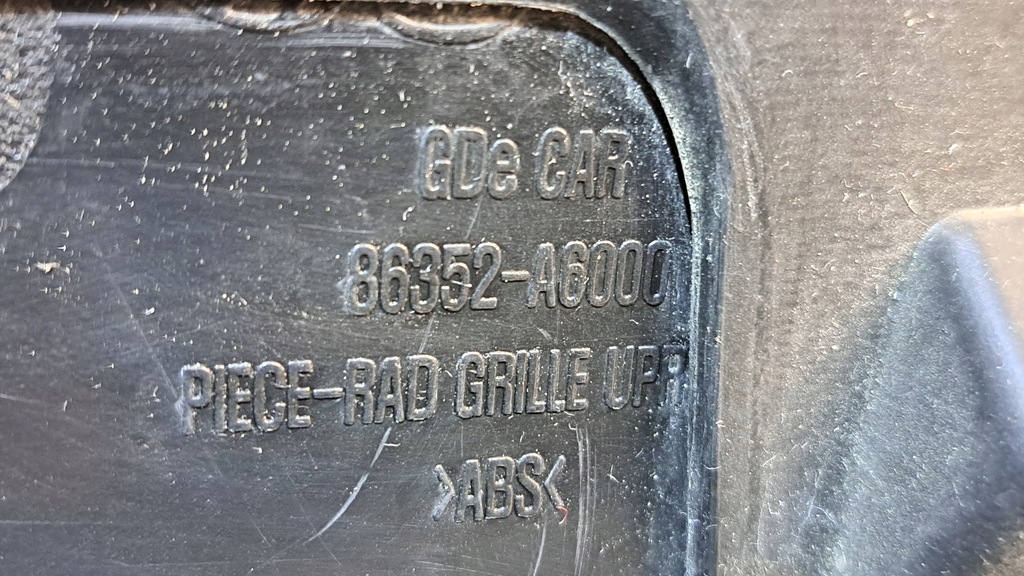 GDe CAR
86352-A6000
PIECE-RAD GRILLE UPR
>ABS<